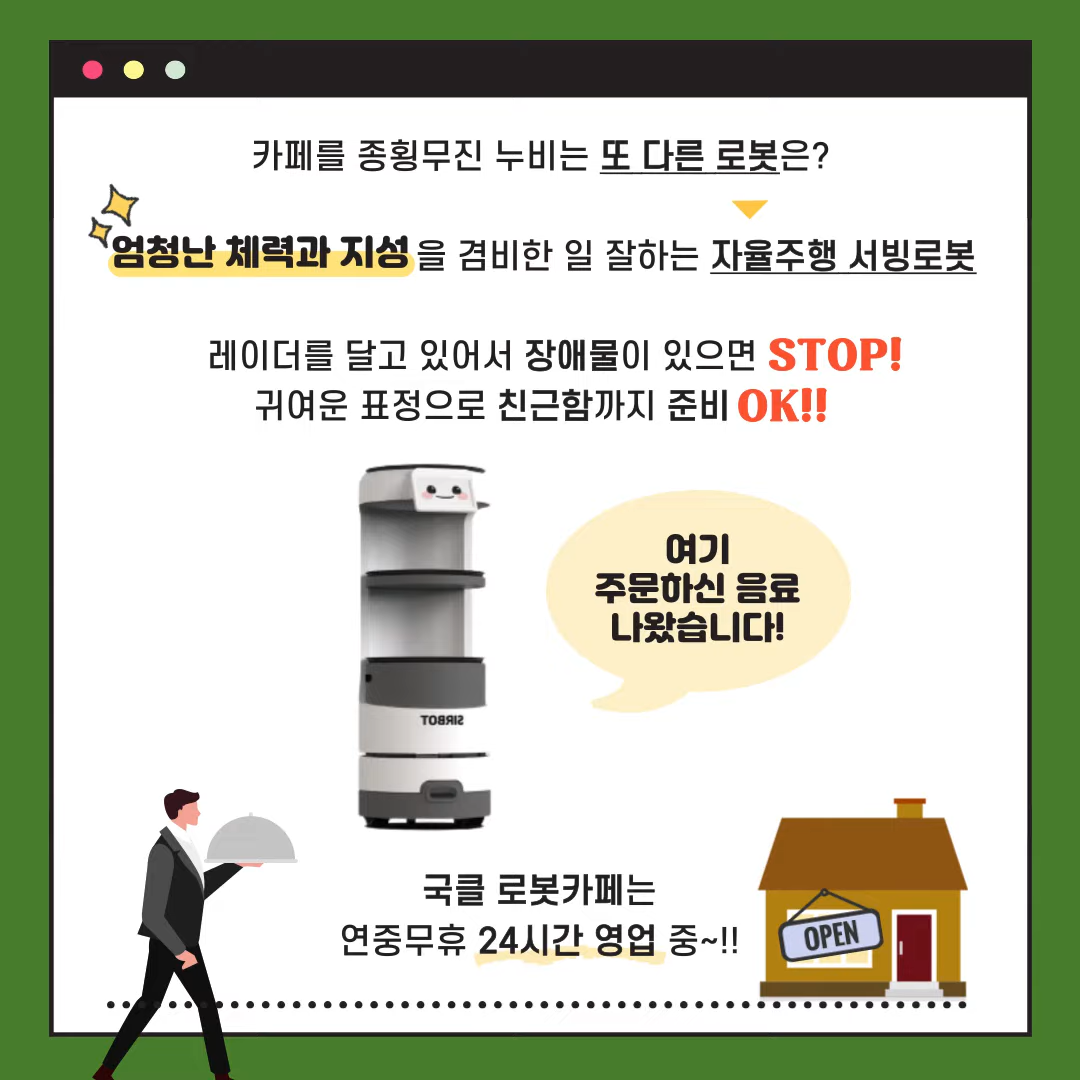 카페를 종횡무진 누비는 또 다른 로봇은?
엄청난 체력과 지성을 겸비한 일 잘하는 자율주행 서빙로봇
레이더를 달고 있어서 장애물이 있으면 STOP!
귀여운 표정으로 친근함까지 준비 OK!!
여기
주문하신 음료
나왔습니다!
SIRBOT
국클 로봇카페는
연중무휴 24시간 영업 중~!!
OPEN